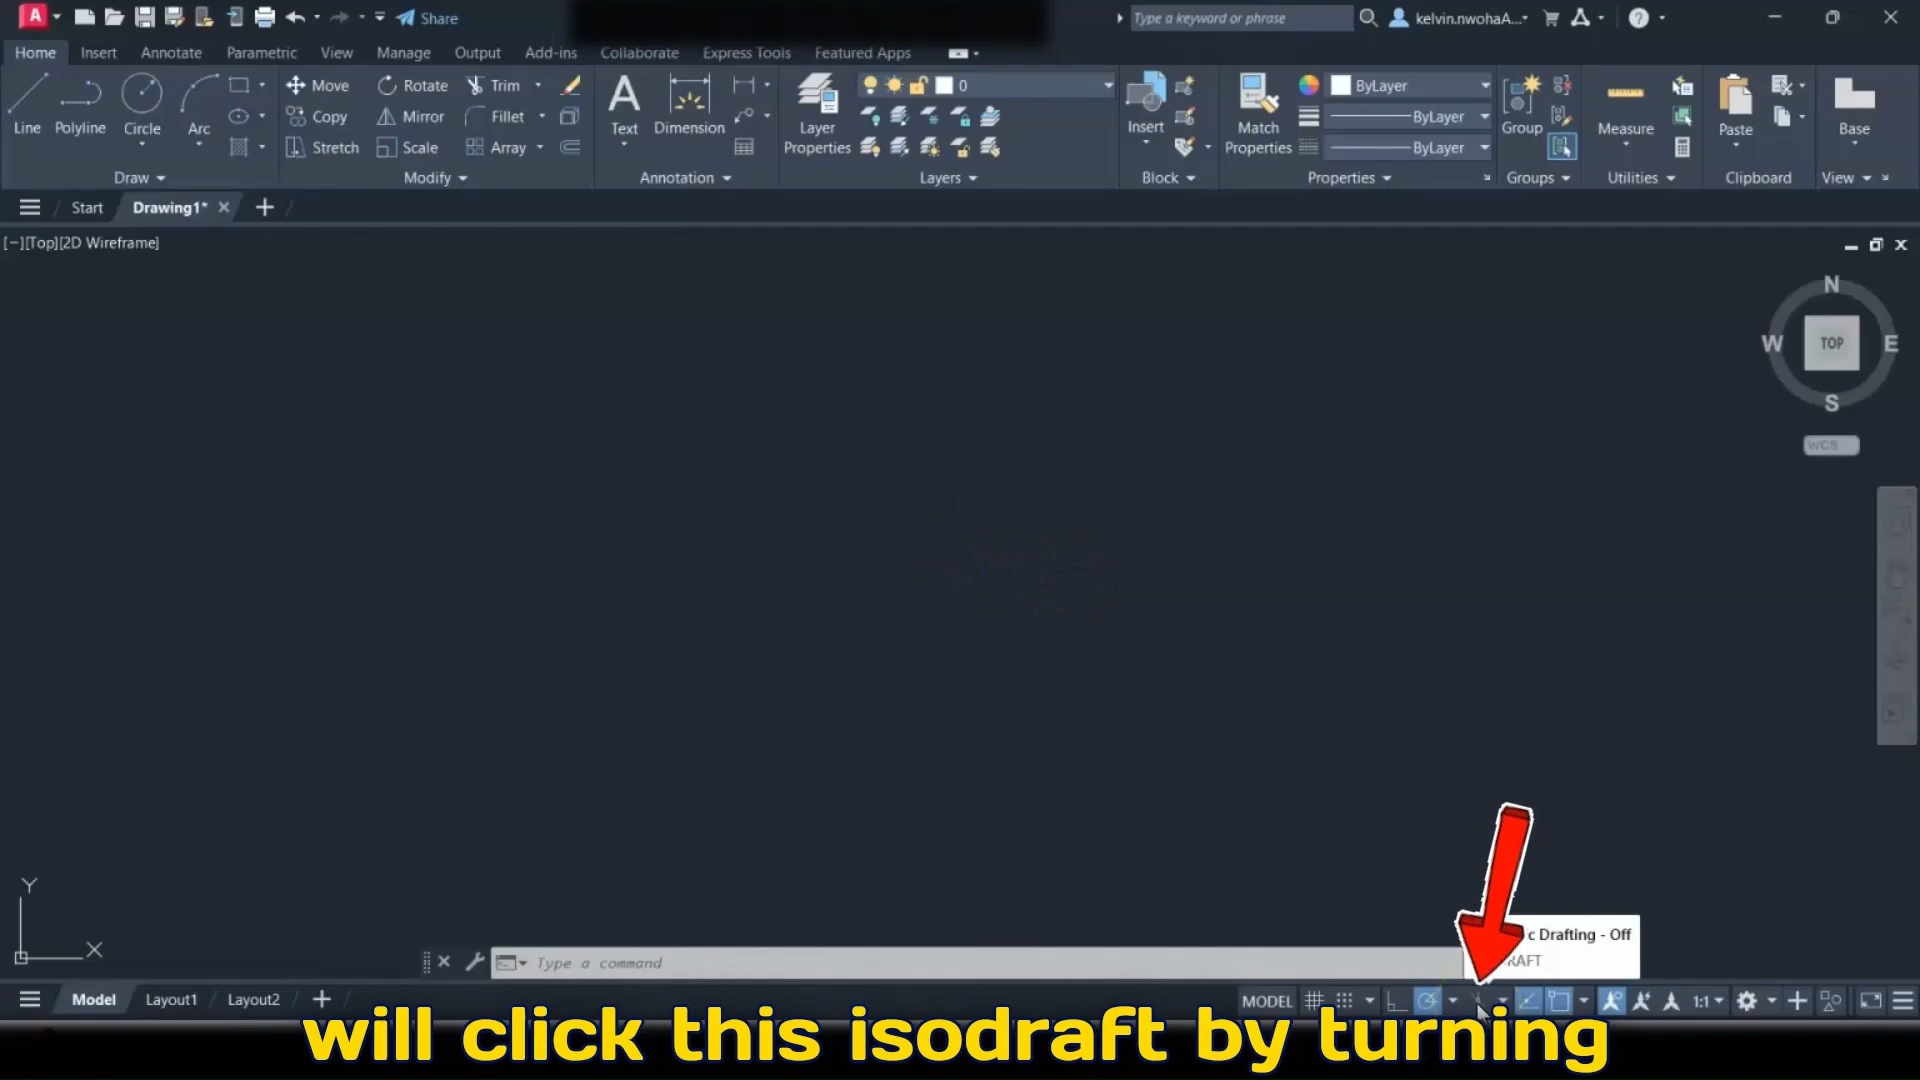 A Share Type a keyword or phrase kelvin.nwohaA...
Home Insert Annotate Parametric View Manage Output Add-ins Collaborate Express Tools Featured Apps
Move Rotate Trim 0 ByLayer
Line Polyline Circle Arc Copy Mirror Fillet Text Dimension Layer Properties Insert Match Properties ByLayer Group Measure Paste Base
Stretch Scale Array ByLayer
Draw Modify Annotation Layers Block Properties Groups Utilities Clipboard View
Start Drawing1*
[−][Top][2D Wireframe]
N
W TOP E
S
WCS
Y
X
c Drafting - Off
RAFT
Type a command
Model Layout1 Layout2 MODEL 1:1
will click this isodraft by turning